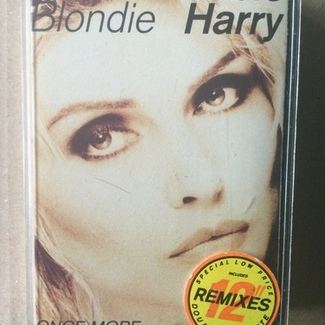 Blondie Harry
SPECIAL LOW PRICE
INCLUDES
12"
REMIXES
ONCE MORE